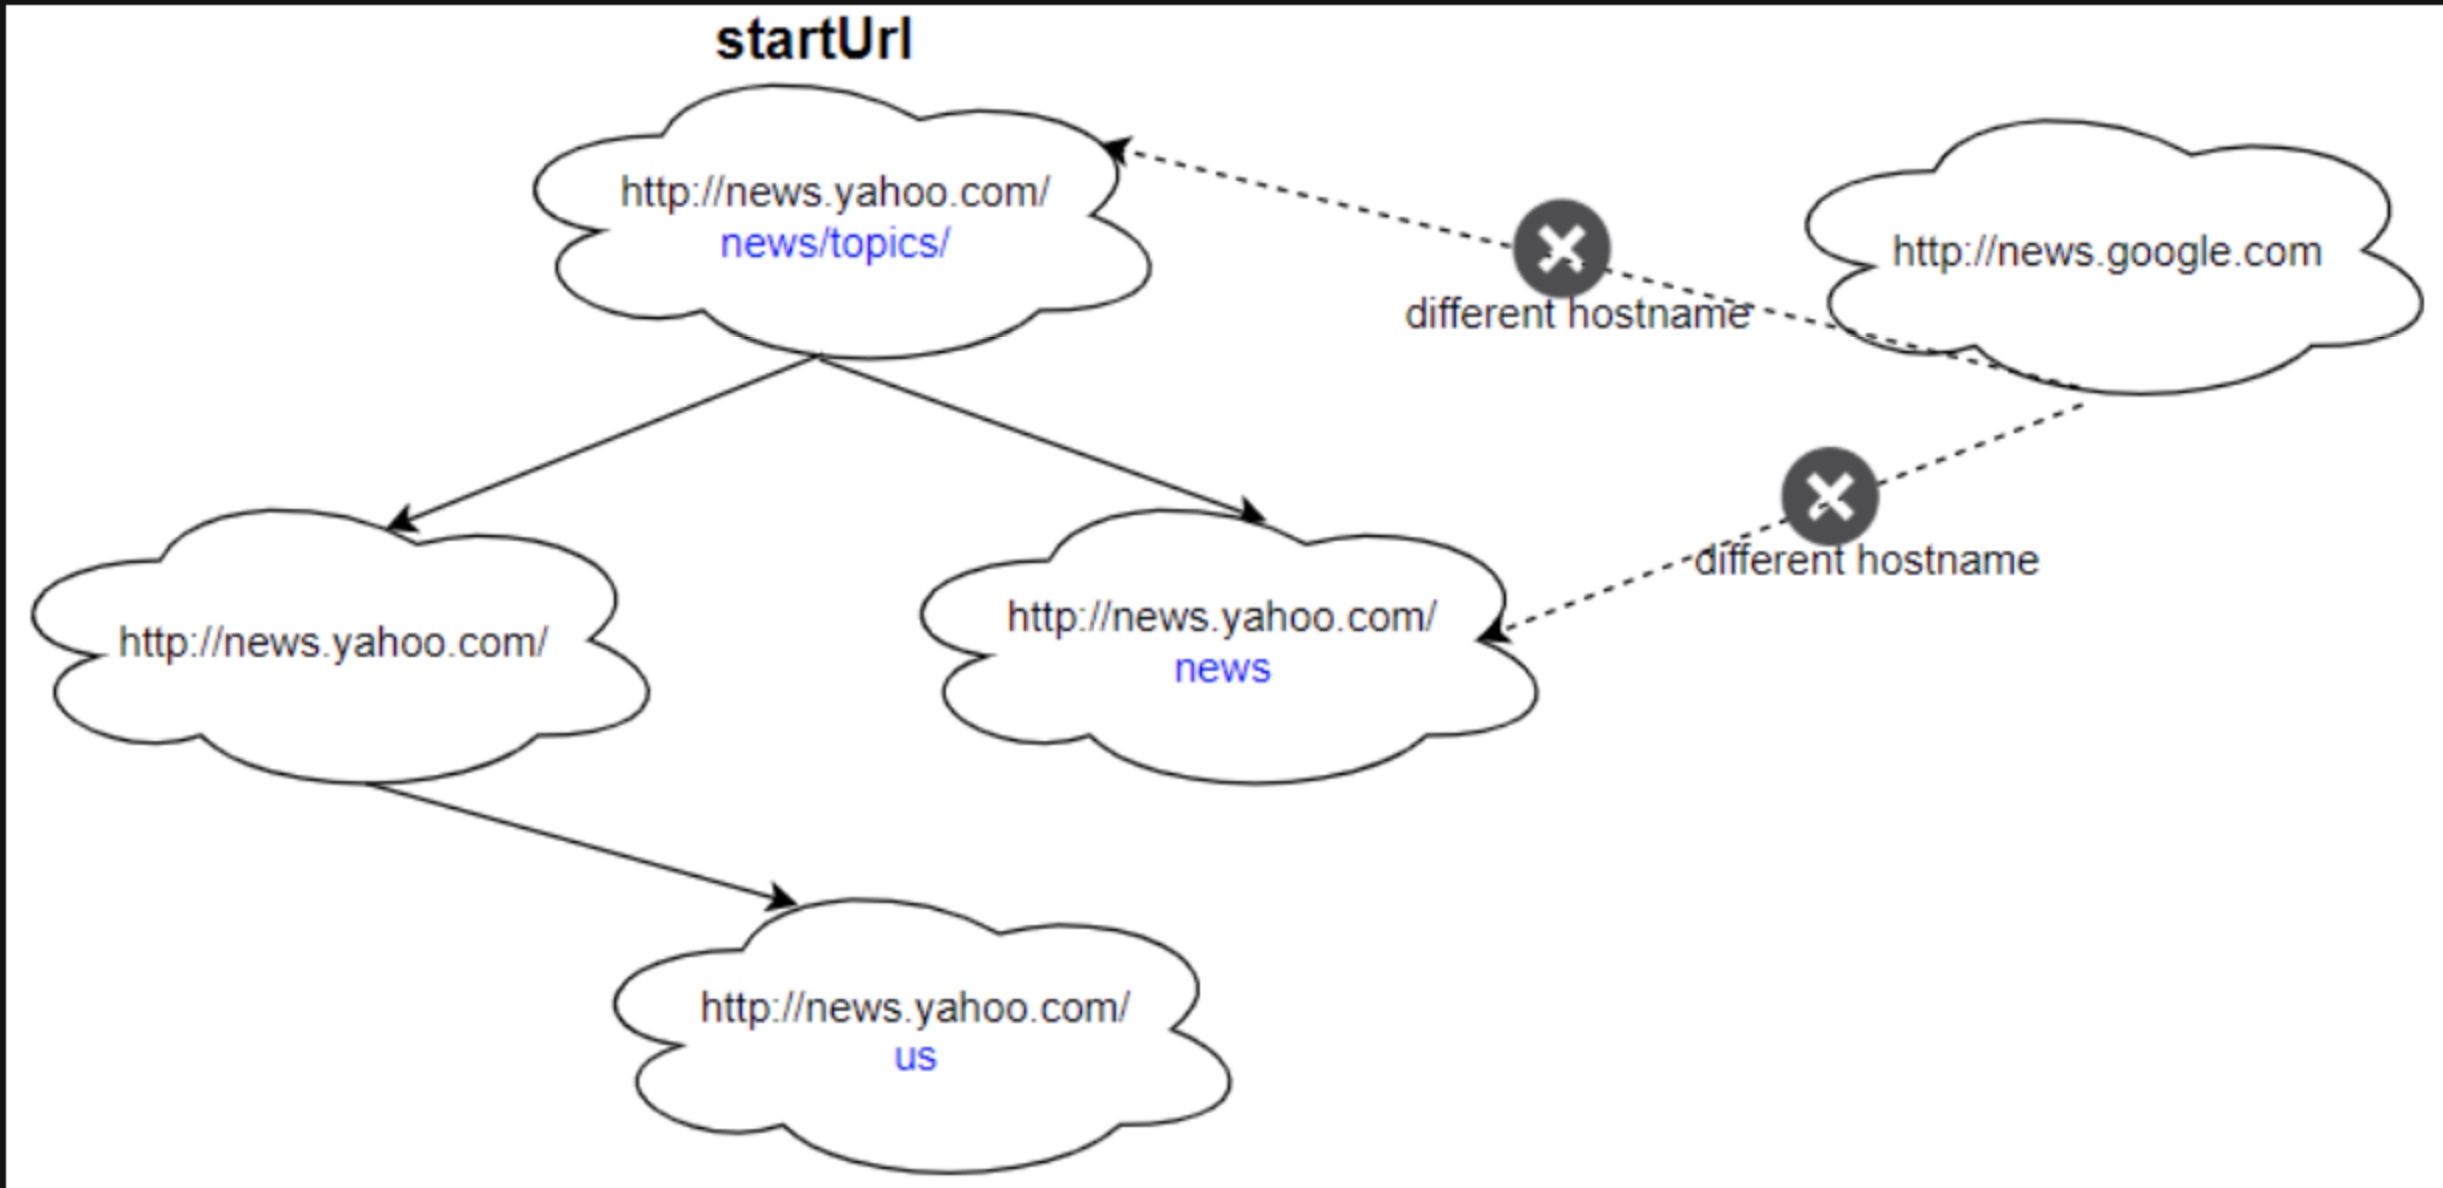 startUrl
http://news.yahoo.com/
news/topics/
http://news.google.com
different hostname
different hostname
http://news.yahoo.com/
http://news.yahoo.com/
news
http://news.yahoo.com/
us